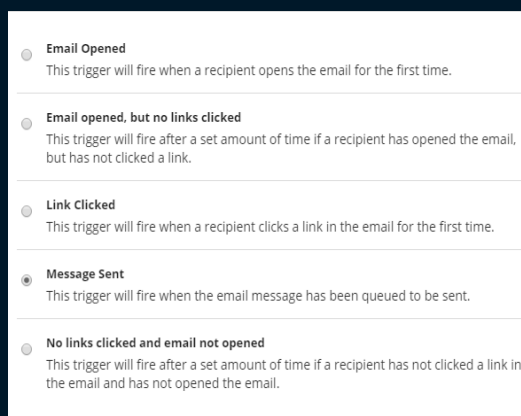 Email Opened
This trigger will fire when a recipient opens the email for the first time.
Email opened, but no links clicked
This trigger will fire after a set amount of time if a recipient has opened the email,
but has not clicked a link.
Link Clicked
This trigger will fire when a recipient clicks a link in the email for the first time.
Message Sent
This trigger will fire when the email message has been queued to be sent.
No links clicked and email not opened
This trigger will fire after a set amount of time if a recipient has not clicked a link in
the email and has not opened the email.